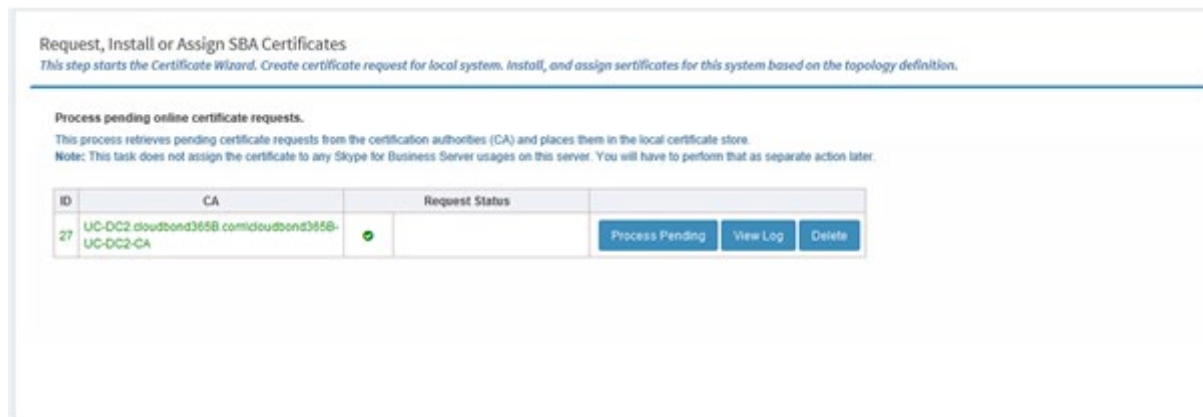 Request, Install or Assign SBA Certificates
This step starts the Certificate Wizard. Create certificate request for local system. Install, and assign sertificates for this system based on the topology definition.
Process pending online certificate requests.
This process retrieves pending certificate requests from the certification authorities (CA) and places them in the local certificate store.
Note: This task does not assign the certificate to any Skype for Business Server usages on this server. You will have to perform that as separate action later.
ID CA Request Status
27 UC-DC2.cloudbond365B.com\cloudbond365B-
UC-DC2-CA
Process Pending View Log Delete